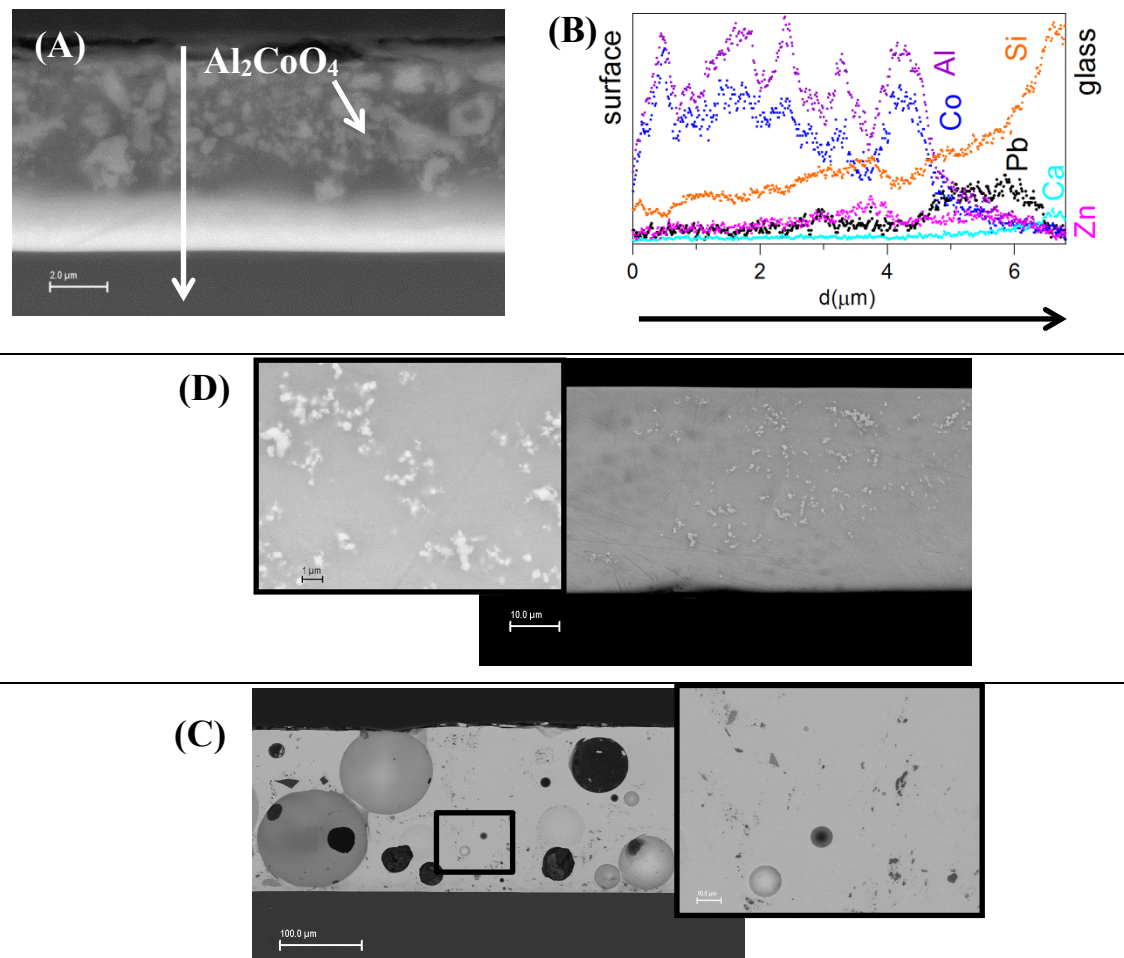 (A)
Al₂CoO₄
2.0 µm
(B)
surface
Co
Al
Si
Pb
Ca
Zn
glass
0
2
4
6
d(µm)
(D)
1 µm
10.0 µm
(C)
100.0 µm
10.0 µm